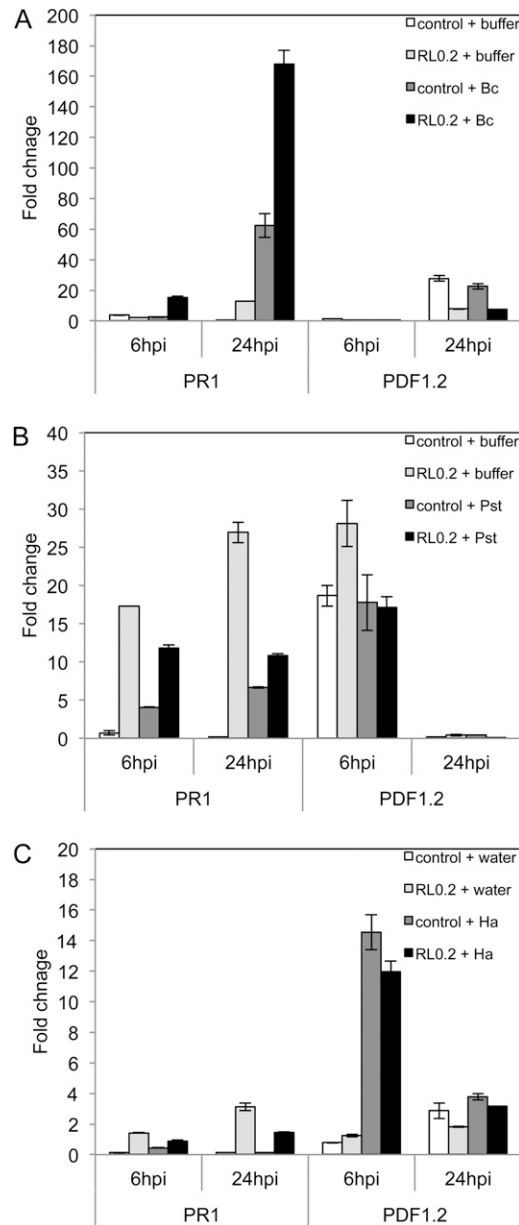 A
Fold chnage
200
180
160
140
120
100
80
60
40
20
0
control + buffer
RL0.2 + buffer
control + Bc
RL0.2 + Bc
6hpi 24hpi 6hpi 24hpi
PR1 PDF1.2
B
Fold change
40
35
30
25
20
15
10
5
0
control + buffer
RL0.2 + buffer
control + Pst
RL0.2 + Pst
6hpi 24hpi 6hpi 24hpi
PR1 PDF1.2
C
Fold chnage
20
18
16
14
12
10
8
6
4
2
0
control + water
RL0.2 + water
control + Ha
RL0.2 + Ha
6hpi 24hpi 6hpi 24hpi
PR1 PDF1.2